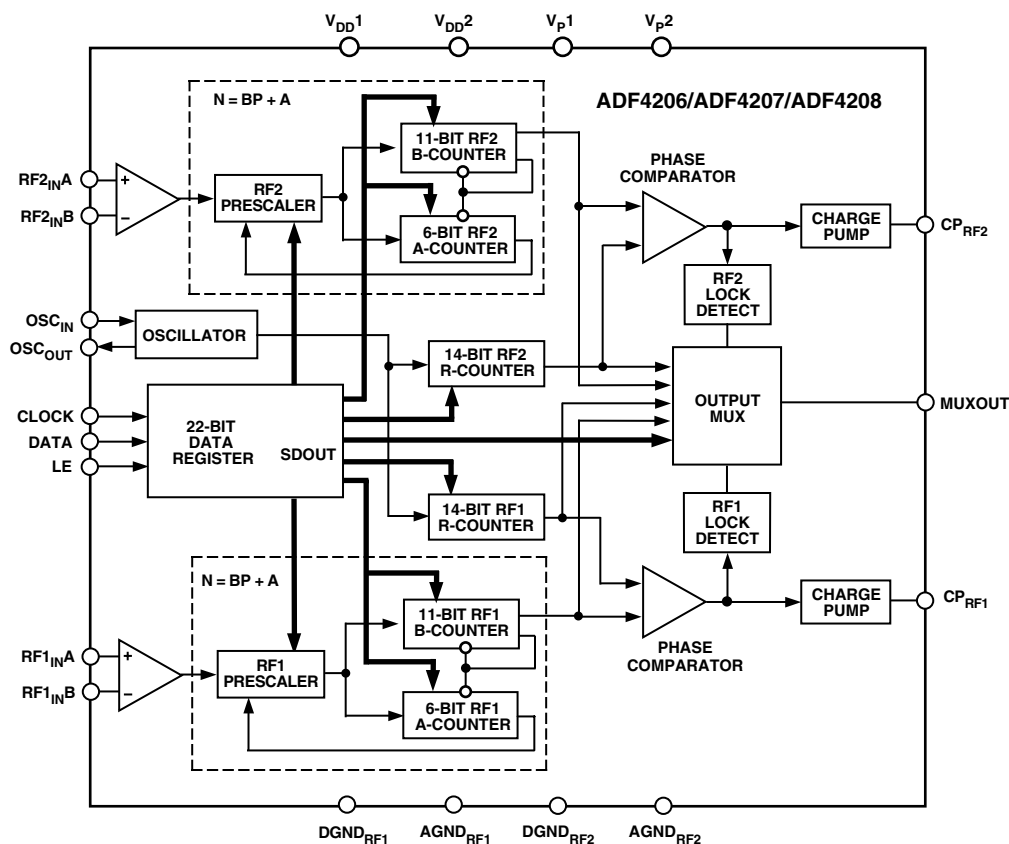 VDD1 VDD2 VP1 VP2
N = BP + A
ADF4206/ADF4207/ADF4208
11-BIT RF2
B-COUNTER
PHASE
COMPARATOR
RF2INA
+
RF2INB
–
RF2
PRESCALER
6-BIT RF2
A-COUNTER
CHARGE
PUMP
CPRF2
RF2
LOCK
DETECT
OSCIN
OSCOUT
OSCILLATOR
14-BIT RF2
R-COUNTER
CLOCK
DATA
LE
22-BIT
DATA
REGISTER
SDOUT
OUTPUT
MUX
MUXOUT
14-BIT RF1
R-COUNTER
RF1
LOCK
DETECT
N = BP + A
11-BIT RF1
B-COUNTER
CHARGE
PUMP
CPRF1
PHASE
COMPARATOR
RF1INA
+
RF1INB
–
RF1
PRESCALER
6-BIT RF1
A-COUNTER
DGNDRF1 AGNDRF1 DGNDRF2 AGNDRF2